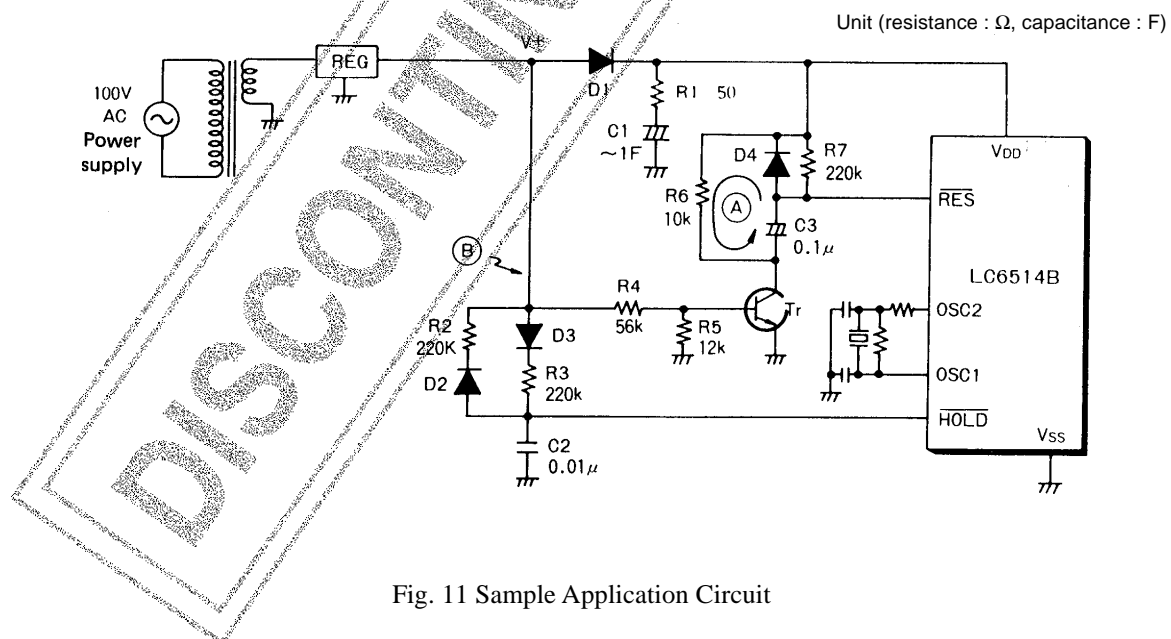 Unit (resistance : Ω, capacitance : F)
V+
REG
D1
R1 50
100V
AC
Power
supply
C1
~1F
VDD
D4
R7
220k
R6
10k
A
RES
C3
0.1μ
B
LC6514B
R4
56k
Tr
OSC2
R2
220K
D3
R5
12k
R3
220k
D2
OSC1
HOLD
C2
0.01μ
VSS
DISCONTIN
Fig. 11 Sample Application Circuit